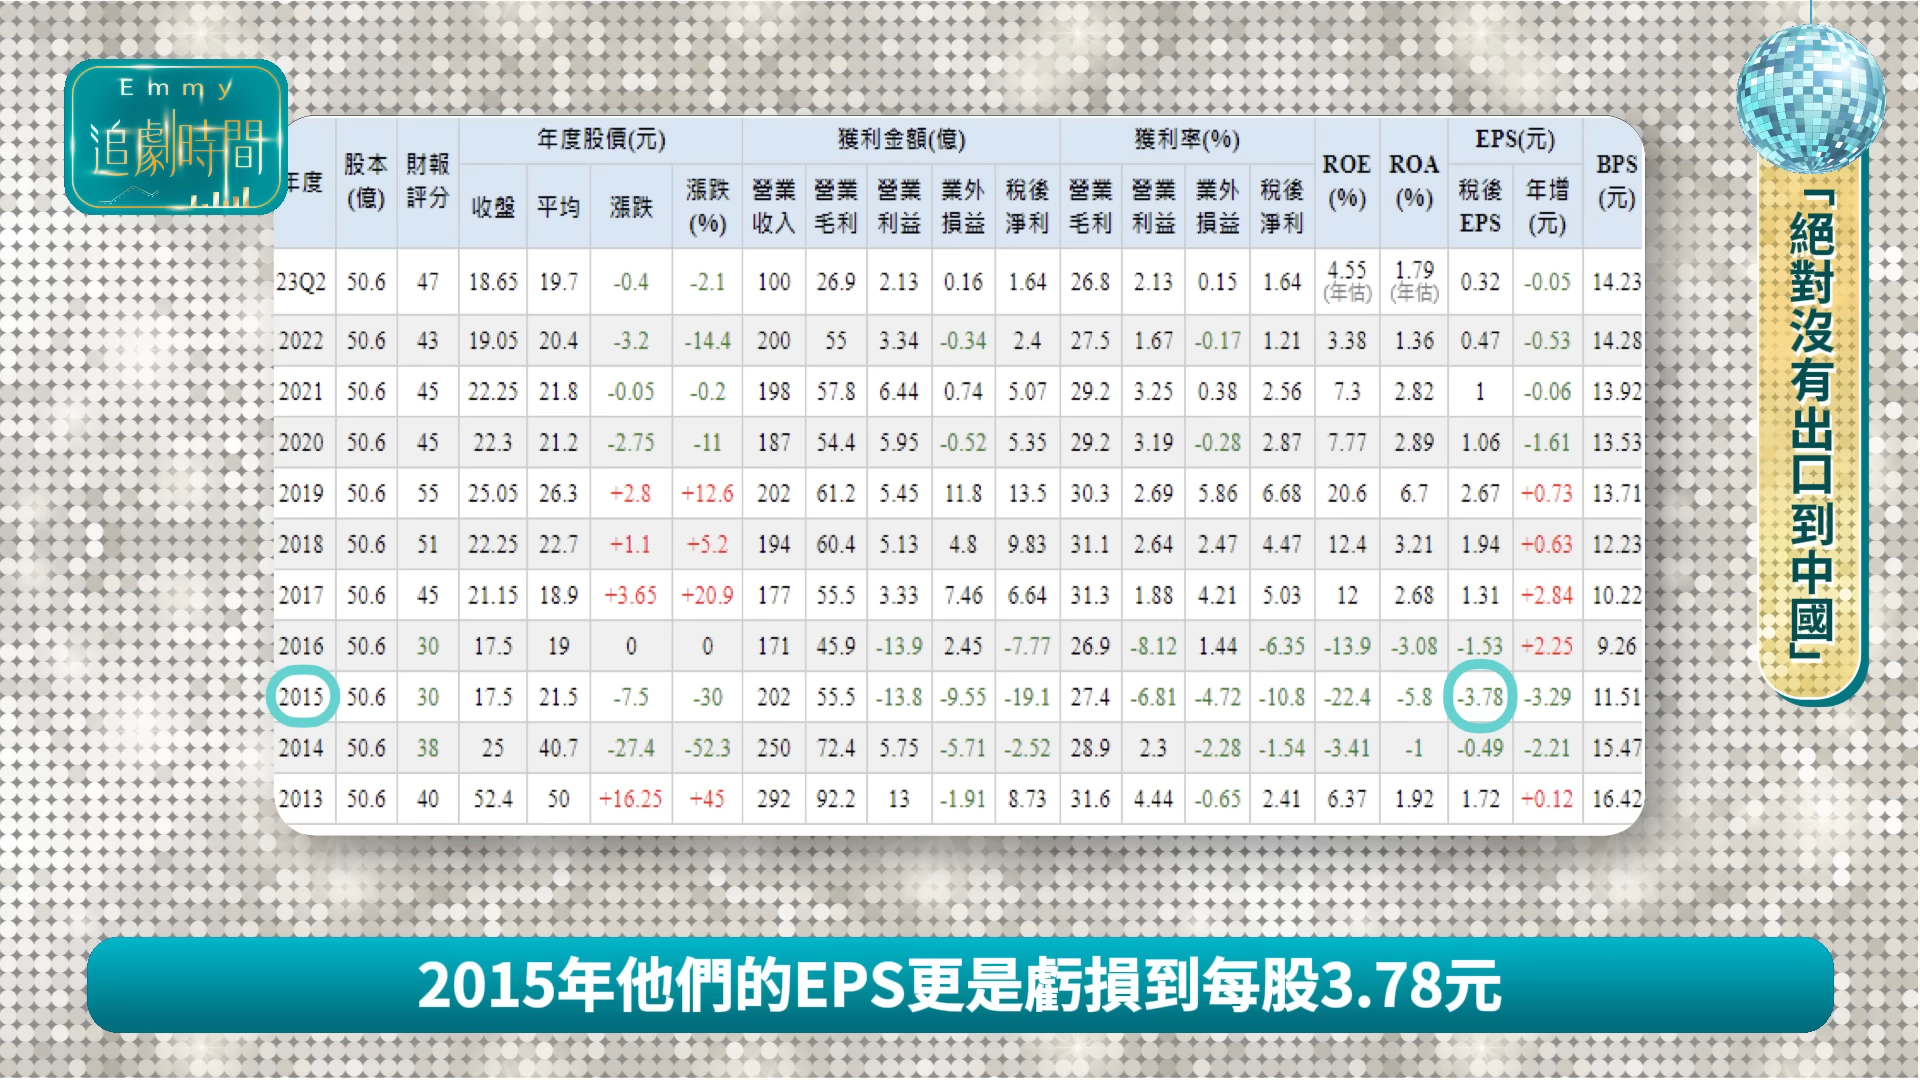 Emmy
追劇時間
年度 股本(億) 財報評分 年度股價(元) 獲利金額(億) 獲利率(%) ROE(%) ROA(%) EPS(元) BPS(元)
收盤 平均 漲跌 漲跌(%) 營業收入 營業毛利 營業利益 業外損益 稅後淨利 營業毛利 營業利益 業外損益 稅後淨利 稅後EPS 年增(元)
23Q2 50.6 47 18.65 19.7 -0.4 -2.1 100 26.9 2.13 0.16 1.64 26.8 2.13 0.15 1.64 4.55(年估) 1.79(年估) 0.32 -0.05 14.23
2022 50.6 43 19.05 20.4 -3.2 -14.4 200 55 3.34 -0.34 2.4 27.5 1.67 -0.17 1.21 3.38 1.36 0.47 -0.53 14.28
2021 50.6 45 22.25 21.8 -0.05 -0.2 198 57.8 6.44 0.74 5.07 29.2 3.25 0.38 2.56 7.3 2.82 1 -0.06 13.92
2020 50.6 45 22.3 21.2 -2.75 -11 187 54.4 5.95 -0.52 5.35 29.2 3.19 -0.28 2.87 7.77 2.89 1.06 -1.61 13.53
2019 50.6 55 25.05 26.3 +2.8 +12.6 202 61.2 5.45 11.8 13.5 30.3 2.69 5.86 6.68 20.6 6.7 2.67 +0.73 13.71
2018 50.6 51 22.25 22.7 +1.1 +5.2 194 60.4 5.13 4.8 9.83 31.1 2.64 2.47 4.47 12.4 3.21 1.94 +0.63 12.23
2017 50.6 45 21.15 18.9 +3.65 +20.9 177 55.5 3.33 7.46 6.64 31.3 1.88 4.21 5.03 12 2.68 1.31 +2.84 10.22
2016 50.6 30 17.5 19 0 0 171 45.9 -13.9 2.45 -7.77 26.9 -8.12 1.44 -6.35 -13.9 -3.08 -1.53 +2.25 9.26
2015 50.6 30 17.5 21.5 -7.5 -30 202 55.5 -13.8 -9.55 -19.1 27.4 -6.81 -4.72 -10.8 -22.4 -5.8 -3.78 -3.29 11.51
2014 50.6 38 25 40.7 -27.4 -52.3 250 72.4 5.75 -5.71 -2.52 28.9 2.3 -2.28 -1.54 -3.41 -1 -0.49 -2.21 15.47
2013 50.6 40 52.4 50 +16.25 +45 292 92.2 13 -1.91 8.73 31.6 4.44 -0.65 2.41 6.37 1.92 1.72 +0.12 16.42
「絕對沒有出口到中國」
2015年他們的EPS更是虧損到每股3.78元